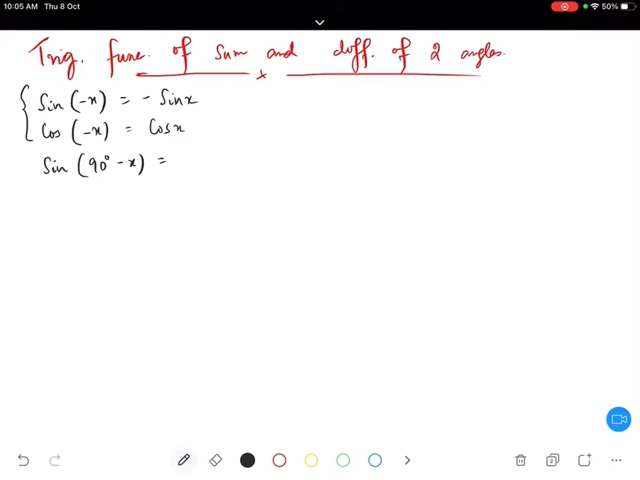 10:05 AM Thu 8 Oct 50%
Trig. func. of sum and diff. of 2 angles.
x
Sin (-x) = - Sinx
Cos (-x) = Cosx
Sin (90° - x) =
2